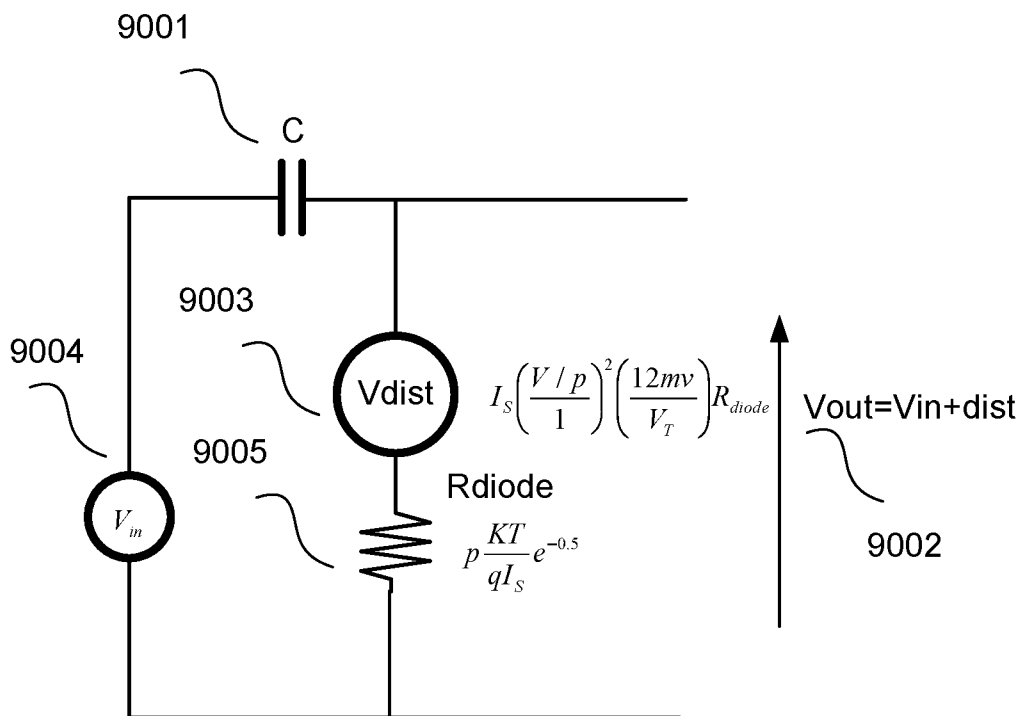 9001
C
9003
9004
Vdist
I_S((V / p)/1)^2((12mv)/V_T)R_diode
Vout=Vin+dist
9005
Rdiode
V_in
p(KT/(qI_S))e^{-0.5}
9002